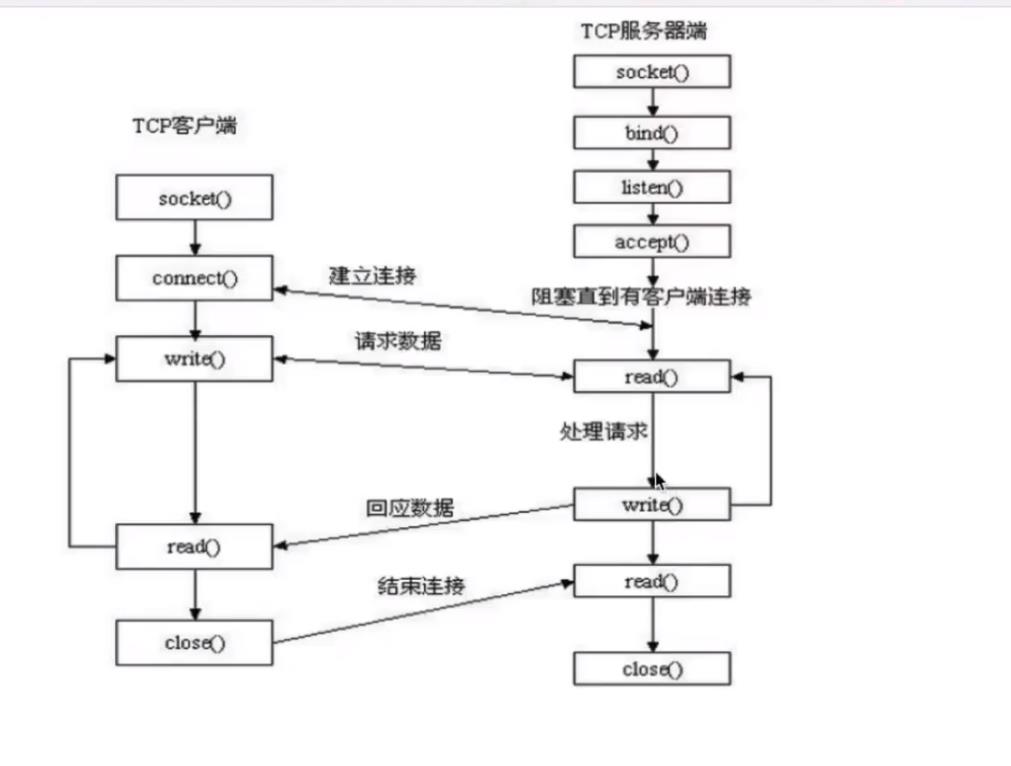 TCP服务器端
socket()
bind()
TCP客户端
listen()
socket()
accept()
connect()
建立连接
阻塞直到有客户端连接
请求数据
write()
read()
处理请求
回应数据
write()
read()
结束连接
read()
close()
close()